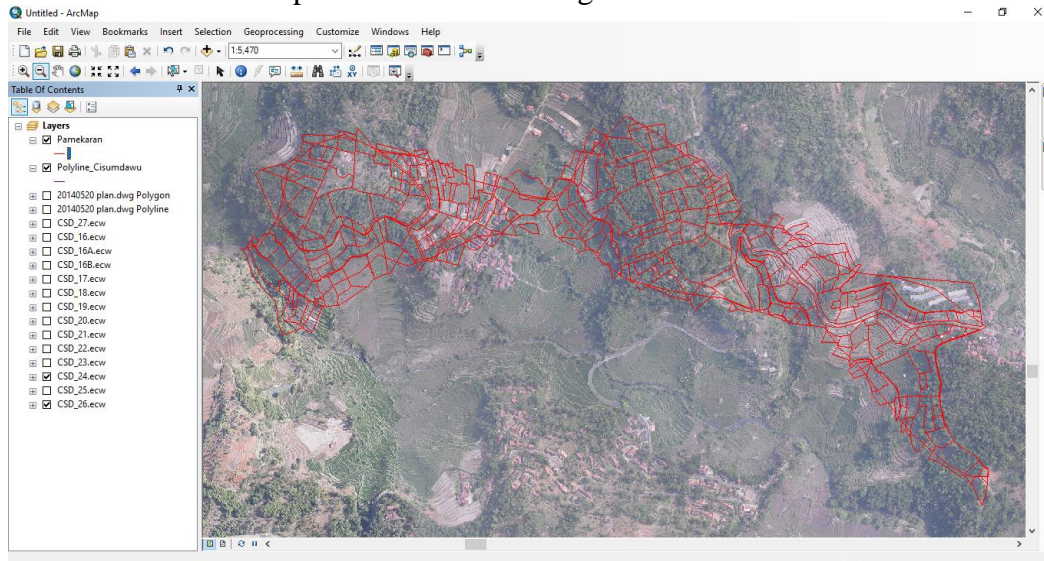 Untitled - ArcMap
File Edit View Bookmarks Insert Selection Geoprocessing Customize Windows Help
1:5,470
Table Of Contents
Layers
Pamekaran
Polyline_Cisumdawu
20140520 plan.dwg Polygon
20140520 plan.dwg Polyline
CSD_27.ecw
CSD_16.ecw
CSD_16A.ecw
CSD_16B.ecw
CSD_17.ecw
CSD_18.ecw
CSD_19.ecw
CSD_20.ecw
CSD_21.ecw
CSD_22.ecw
CSD_23.ecw
CSD_24.ecw
CSD_25.ecw
CSD_26.ecw